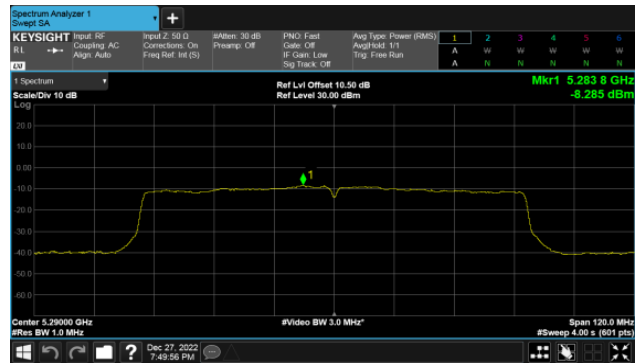 Spectrum Analyzer 1
Swept SA
+
KEYSIGHT Input: RF Input Z: 50 Ω #Atten: 30 dB PNO: Fast Avg Type: Power (RMS) 1 2 3 4 5 6
RL Coupling: AC Corrections: On Preamp: Off Gate: Off Avg|Hold: 1/1 A W W W W W
Align: Auto Freq Ref: Int (S) IF Gain: Low Trig: Free Run
LXI Sig Track: Off A N N N N N
1 Spectrum Ref Lvl Offset 10.50 dB Mkr1 5.283 8 GHz
Scale/Div 10 dB Ref Level 30.00 dBm -8.285 dBm
Log
20.0
10.0
0.00
1
-10.0
-20.0
-30.0
-40.0
-50.0
-60.0
Center 5.29000 GHz #Video BW 3.0 MHz* Span 120.0 MHz
#Res BW 1.0 MHz #Sweep 4.00 s (601 pts)
? Dec 27, 2022
7:49:56 PM